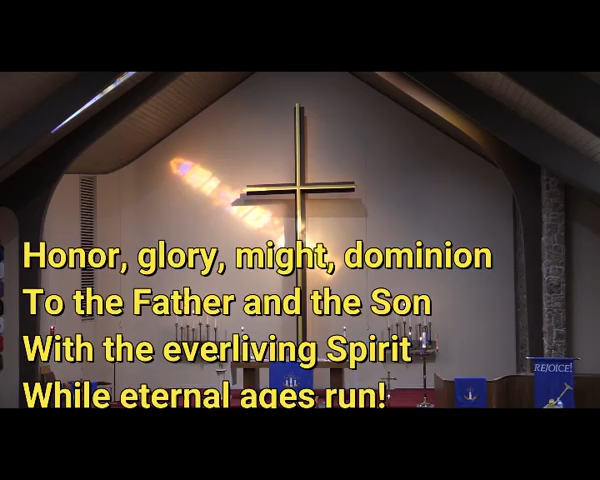 Honor, glory, might, dominion
To the Father and the Son
With the everliving Spirit
While eternal ages run!
REJOICE!